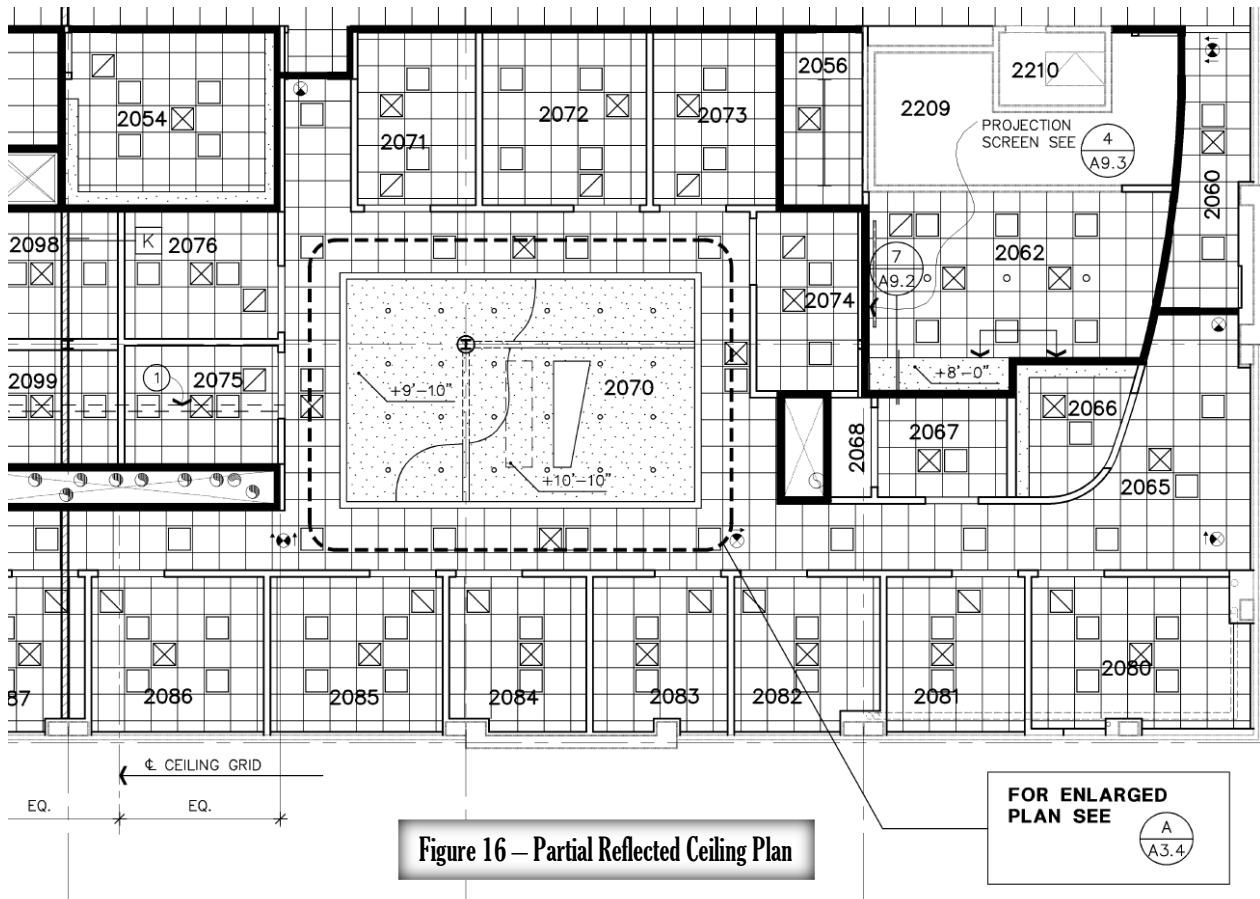 2054
2071
2072
2073
2056
2209
2210
PROJECTION
SCREEN SEE
4
A9.3
2060
2098
K
2076
2074
7
A9.2
2062
2099
1
2075
+9'-10"
2070
+10'-10"
+8'-0"
2068
2067
2066
2065
87
2086
2085
2084
2083
2082
2081
2080
℄ CEILING GRID
EQ.
EQ.
FOR ENLARGED
PLAN SEE
A
A3.4
Figure 16 – Partial Reflected Ceiling Plan